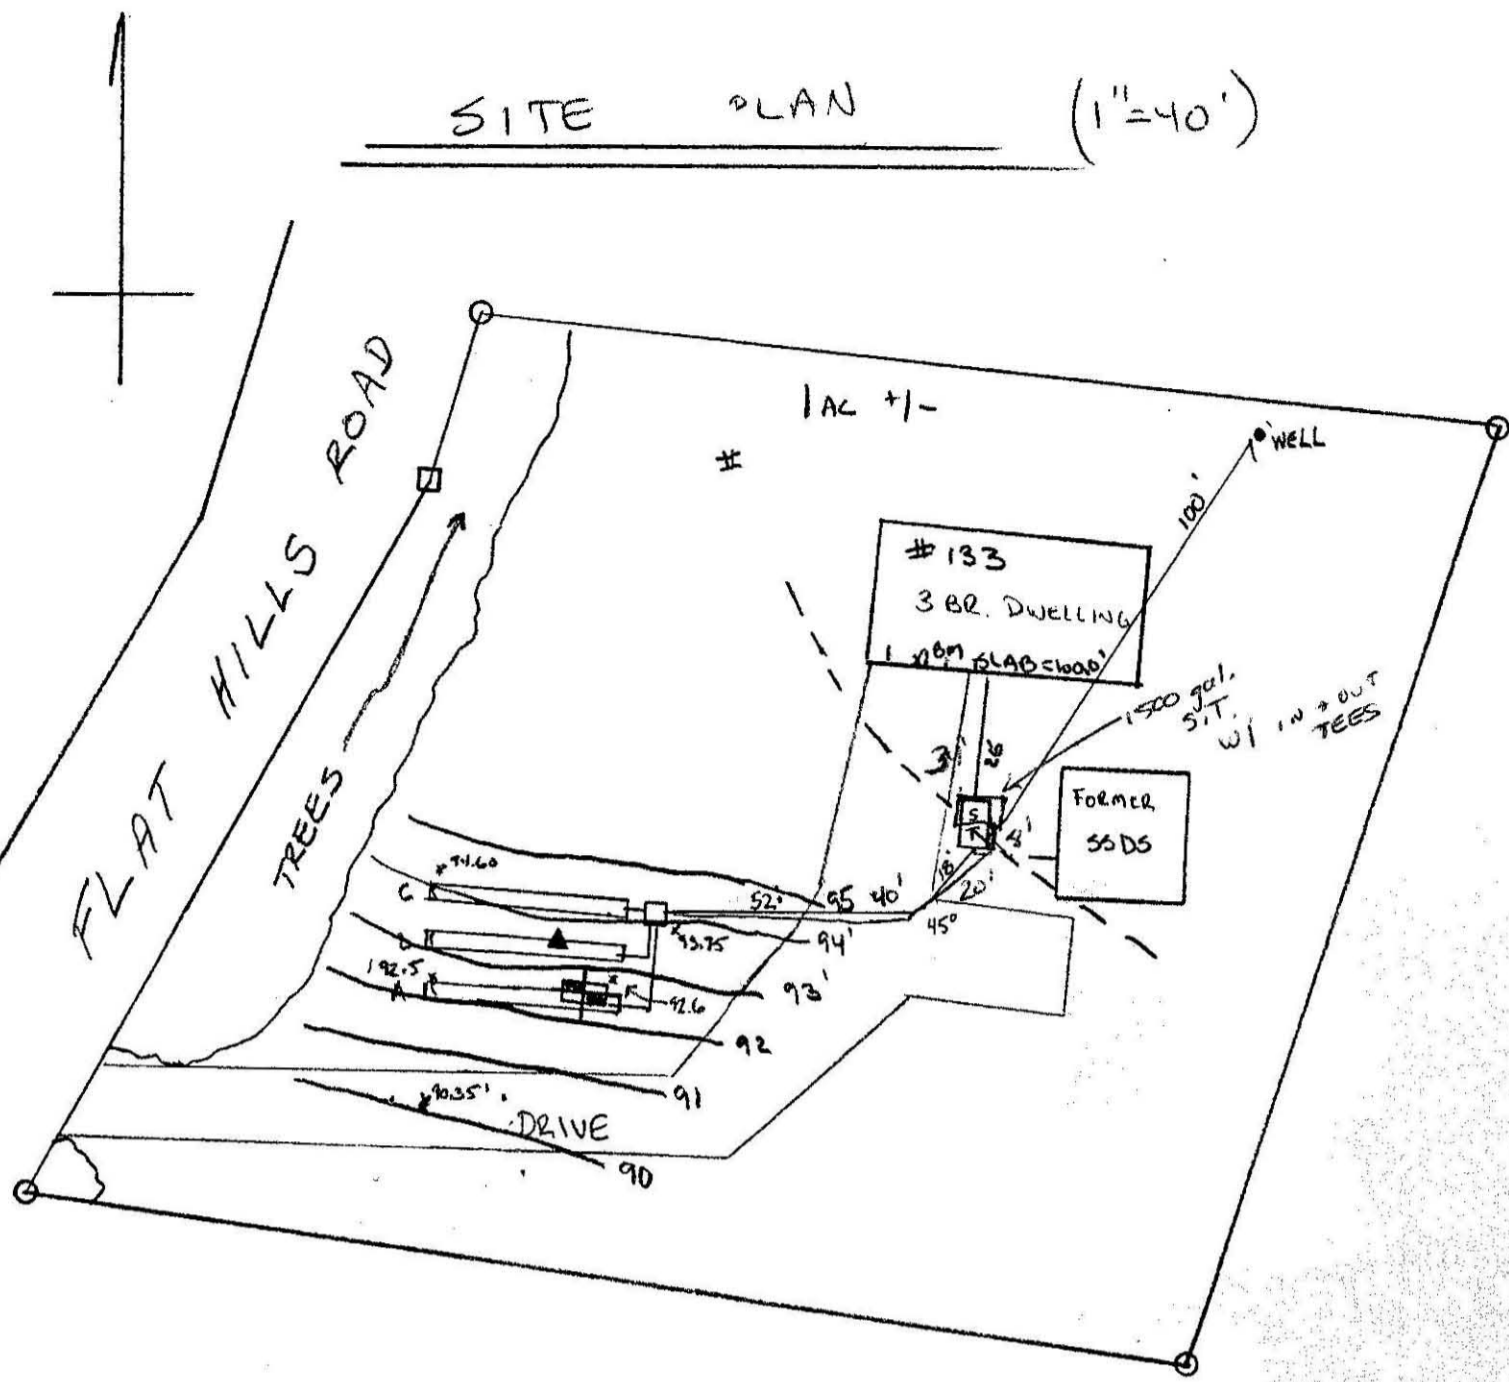 SITE PLAN (1"=40')
FLAT HILLS ROAD
1 AC +/-
#
WELL
100'
# 133
3 BR. DWELLING
BM SLAB=100.0'
1500 gal.
S.T.
W/ IN + OUT
TEES
26
S
T
8'
18'
20'
45°
FORMER
SSDS
TREES
94.60
C
52'
95
40'
94'
93.75
93'
92.5
A
92.6
92
91
90.35'
DRIVE
90